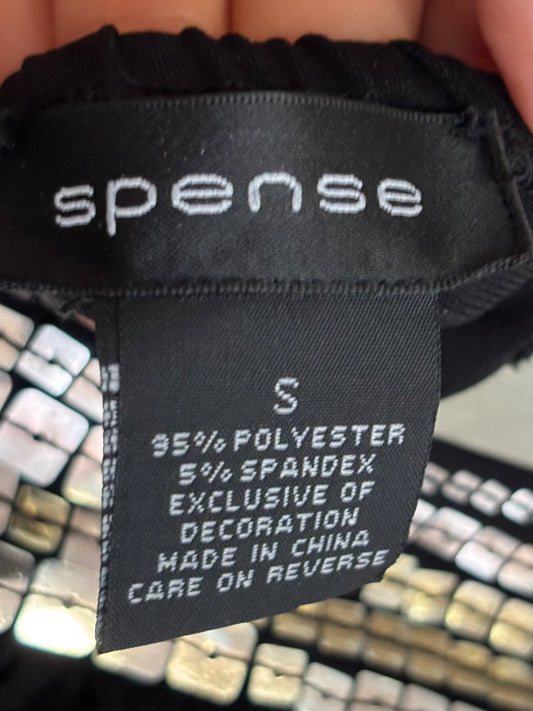 spense
S
95% POLYESTER
5% SPANDEX
EXCLUSIVE OF
DECORATION
MADE IN CHINA
CARE ON REVERSE